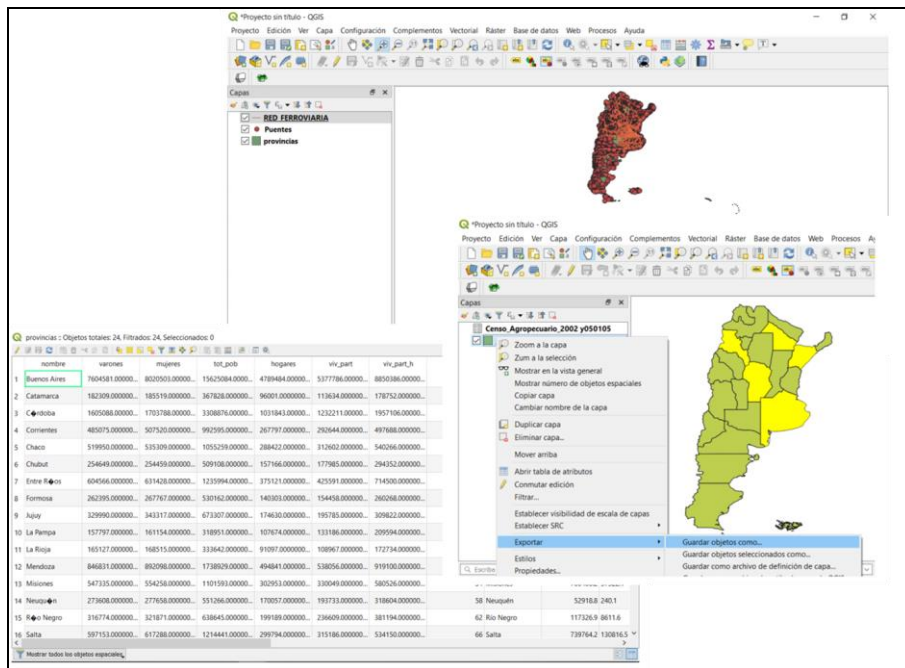 *Proyecto sin título - QGIS
Proyecto Edición Ver Capa Configuración Complementos Vectorial Ráster Base de datos Web Procesos Ayuda
Capas
RED_FERROVIARIA
Puentes
provincias
*Proyecto sin título - QGIS
Proyecto Edición Ver Capa Configuración Complementos Vectorial Ráster Base de datos Web Procesos
Capas
Censo_Agropecuario_2002 y050105
Zoom a la capa
Zum a la selección
Mostrar en la vista general
Mostrar número de objetos espaciales
Copiar capa
Cambiar nombre de la capa
Duplicar capa
Eliminar capa...
Mover arriba
Abrir tabla de atributos
Conmutar edición
Filtrar...
Establecer visibilidad de escala de capas
Establecer SRC
Exportar
Estilos
Propiedades...
Guardar objetos como...
Guardar objetos seleccionados como...
Guardar como archivo de definición de capa...
58 Neuquén 52918.8 240.1
62 Río Negro 117326.9 8611.6
66 Salta 739764.2 130816.5
provincias :: Objetos totales: 24, Filtrados: 24, Seleccionados: 0
nombre varones mujeres tot_pob hogares viv_part viv_part_h
1 Buenos Aires 7604581.00000... 8020503.00000... 15625084.0000... 4789484.00000... 5377786.00000... 8850386.00000...
2 Catamarca 182309.000000... 185519.000000... 367828.000000... 96001.0000000... 113634.000000... 178752.000000...
3 C�rdoba 1605088.00000... 1703788.00000... 3308876.00000... 1031843.00000... 1232211.00000... 1957106.00000...
4 Corrientes 485075.000000... 507520.000000... 992595.000000... 267797.000000... 292644.000000... 497688.000000...
5 Chaco 519950.000000... 535309.000000... 1055259.00000... 288422.000000... 312602.000000... 540266.000000...
6 Chubut 254649.000000... 254459.000000... 509108.000000... 157166.000000... 177985.000000... 294352.000000...
7 Entre R�os 604566.000000... 631428.000000... 1235994.00000... 375121.000000... 425591.000000... 714500.000000...
8 Formosa 262395.000000... 267767.000000... 530162.000000... 140303.000000... 154458.000000... 260268.000000...
9 Jujuy 329990.000000... 343317.000000... 673307.000000... 174630.000000... 195785.000000... 309822.000000...
10 La Pampa 157797.000000... 161154.000000... 318951.000000... 107674.000000... 133186.000000... 209594.000000...
11 La Rioja 165127.000000... 168515.000000... 333642.000000... 91097.0000000... 108967.000000... 172734.000000...
12 Mendoza 846831.000000... 892098.000000... 1738929.00000... 494841.000000... 538056.000000... 919100.000000...
13 Misiones 547335.000000... 554258.000000... 1101593.00000... 302953.000000... 330049.000000... 580526.000000...
14 Neuqu�n 273608.000000... 277658.000000... 551266.000000... 170057.000000... 193733.000000... 318604.000000...
15 R�o Negro 316774.000000... 321871.000000... 638645.000000... 199189.000000... 236609.000000... 381194.000000...
16 Salta 597153.000000... 617288.000000... 1214441.00000... 299794.000000... 315186.000000... 534150.000000...
Mostrar todos los objetos espaciales